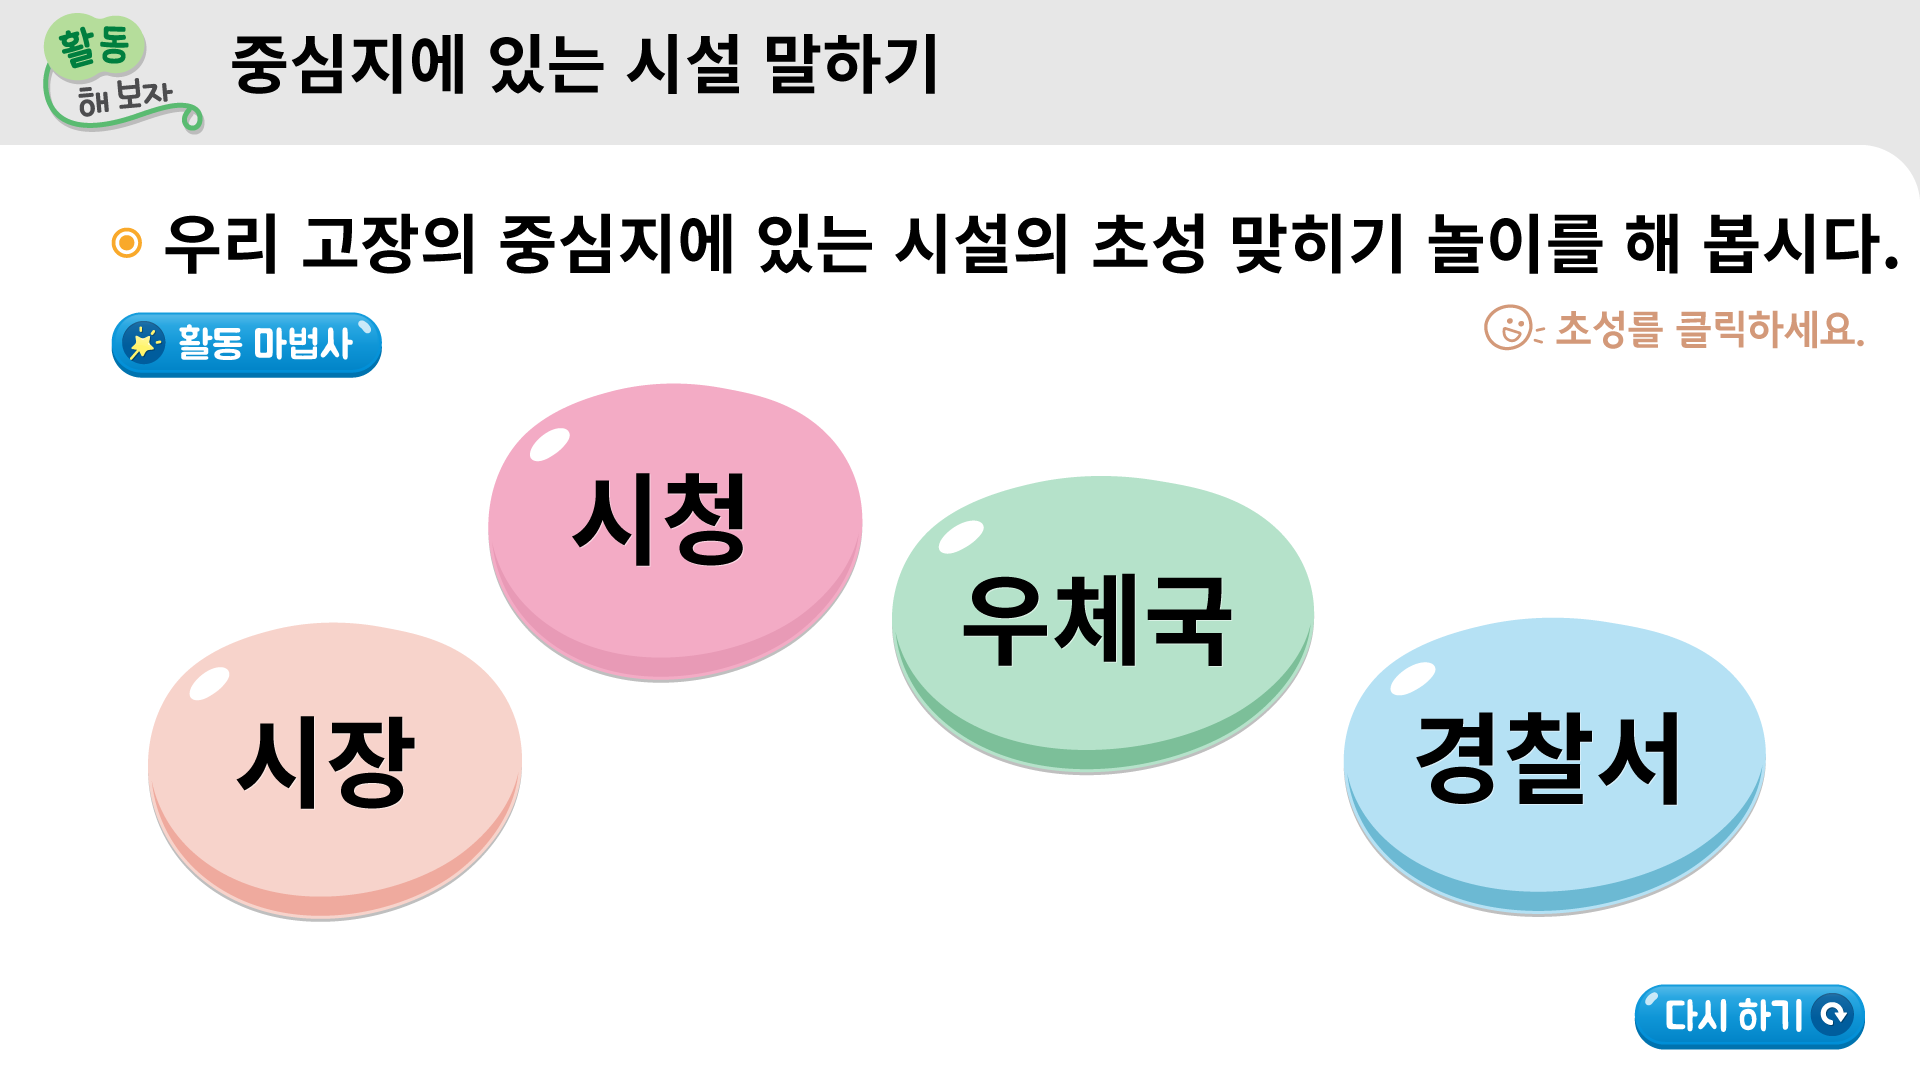 활동
해 보자
중심지에 있는 시설 말하기
우리 고장의 중심지에 있는 시설의 초성 맞히기 놀이를 해 봅시다.
활동 마법사
초성를 클릭하세요.
시청
우체국
시장
경찰서
다시 하기